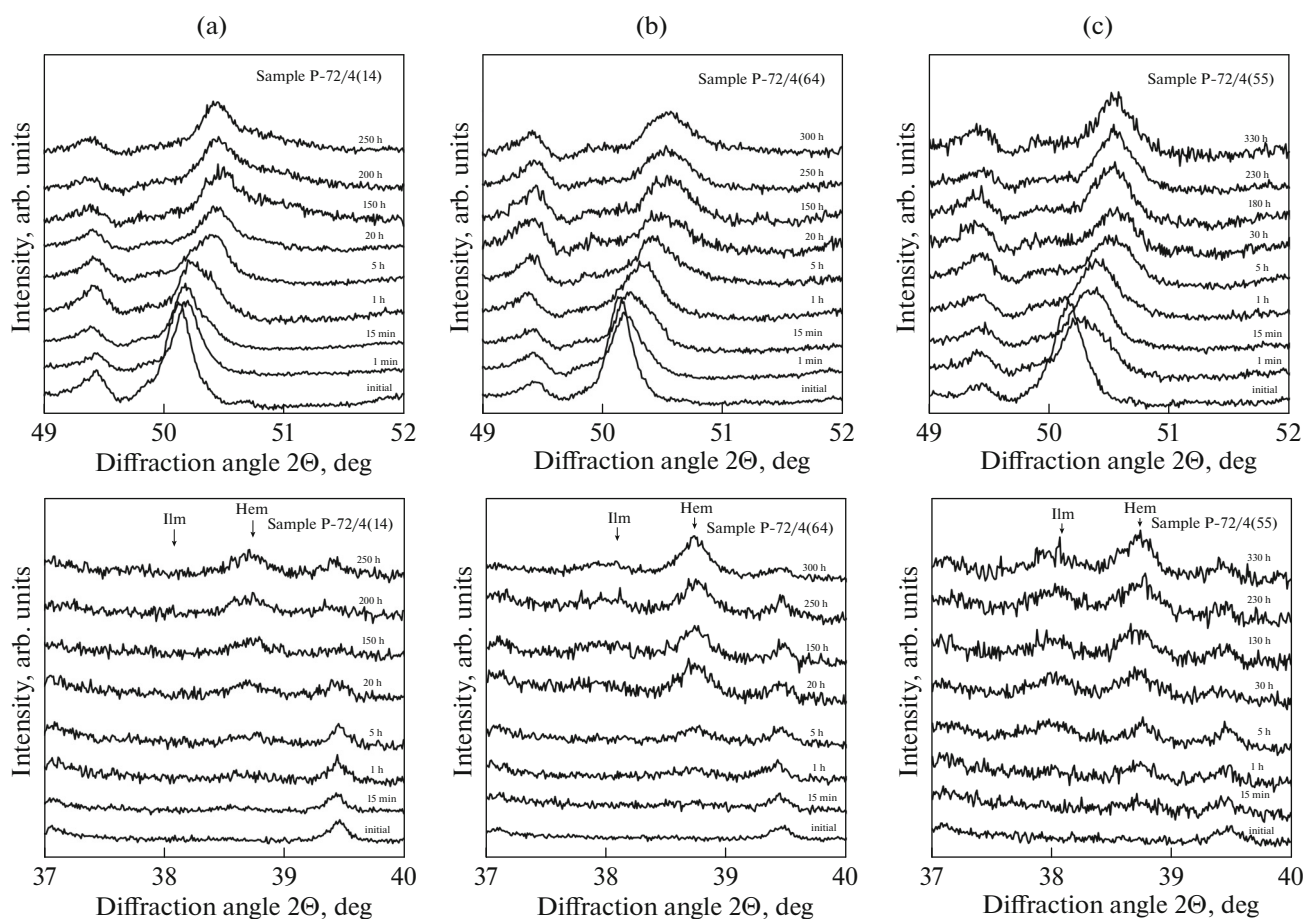 (a)
Sample P-72/4(14)
250 h
200 h
150 h
20 h
5 h
1 h
15 min
1 min
initial
Intensity, arb. units
49 50 51 52
Diffraction angle 2Θ, deg
(b)
Sample P-72/4(64)
300 h
250 h
150 h
20 h
5 h
1 h
15 min
1 min
initial
Intensity, arb. units
49 50 51 52
Diffraction angle 2Θ, deg
(c)
Sample P-72/4(55)
330 h
230 h
180 h
30 h
5 h
1 h
15 min
1 min
initial
Intensity, arb. units
49 50 51 52
Diffraction angle 2Θ, deg
Ilm Hem
Sample P-72/4(14)
250 h
200 h
150 h
20 h
5 h
1 h
15 min
initial
Intensity, arb. units
37 38 39 40
Diffraction angle 2Θ, deg
Ilm Hem
Sample P-72/4(64)
300 h
250 h
150 h
20 h
5 h
1 h
15 min
initial
Intensity, arb. units
37 38 39 40
Diffraction angle 2Θ, deg
Ilm Hem
Sample P-72/4(55)
330 h
230 h
130 h
30 h
5 h
1 h
15 min
initial
Intensity, arb. units
37 38 39 40
Diffraction angle 2Θ, deg